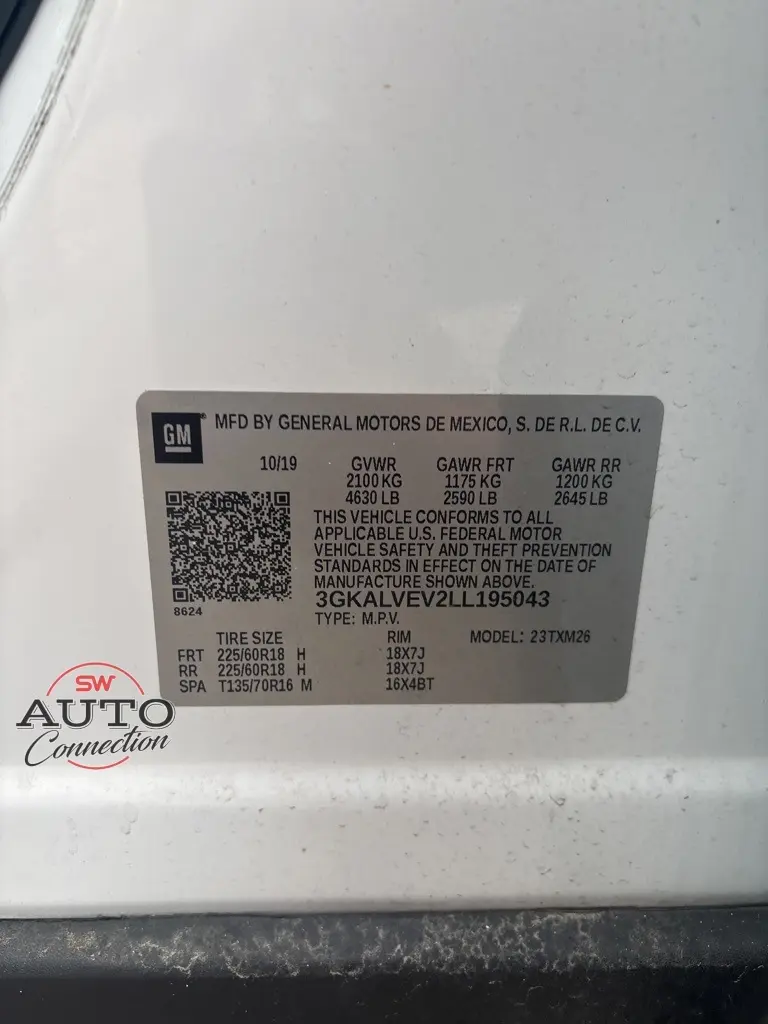 GM
MFD BY GENERAL MOTORS DE MEXICO, S. DE R.L. DE C.V.
10/19 GVWR GAWR FRT GAWR RR
2100 KG 1175 KG 1200 KG
4630 LB 2590 LB 2645 LB
THIS VEHICLE CONFORMS TO ALL
APPLICABLE U.S. FEDERAL MOTOR
VEHICLE SAFETY AND THEFT PREVENTION
STANDARDS IN EFFECT ON THE DATE OF
MANUFACTURE SHOWN ABOVE.
3GKALVEV2LL195043
8624
TYPE: M.P.V.
TIRE SIZE RIM MODEL: 23TXM26
FRT 225/60R18 H 18X7J
RR 225/60R18 H 18X7J
SPA T135/70R16 M 16X4BT
SW
AUTO
Connection